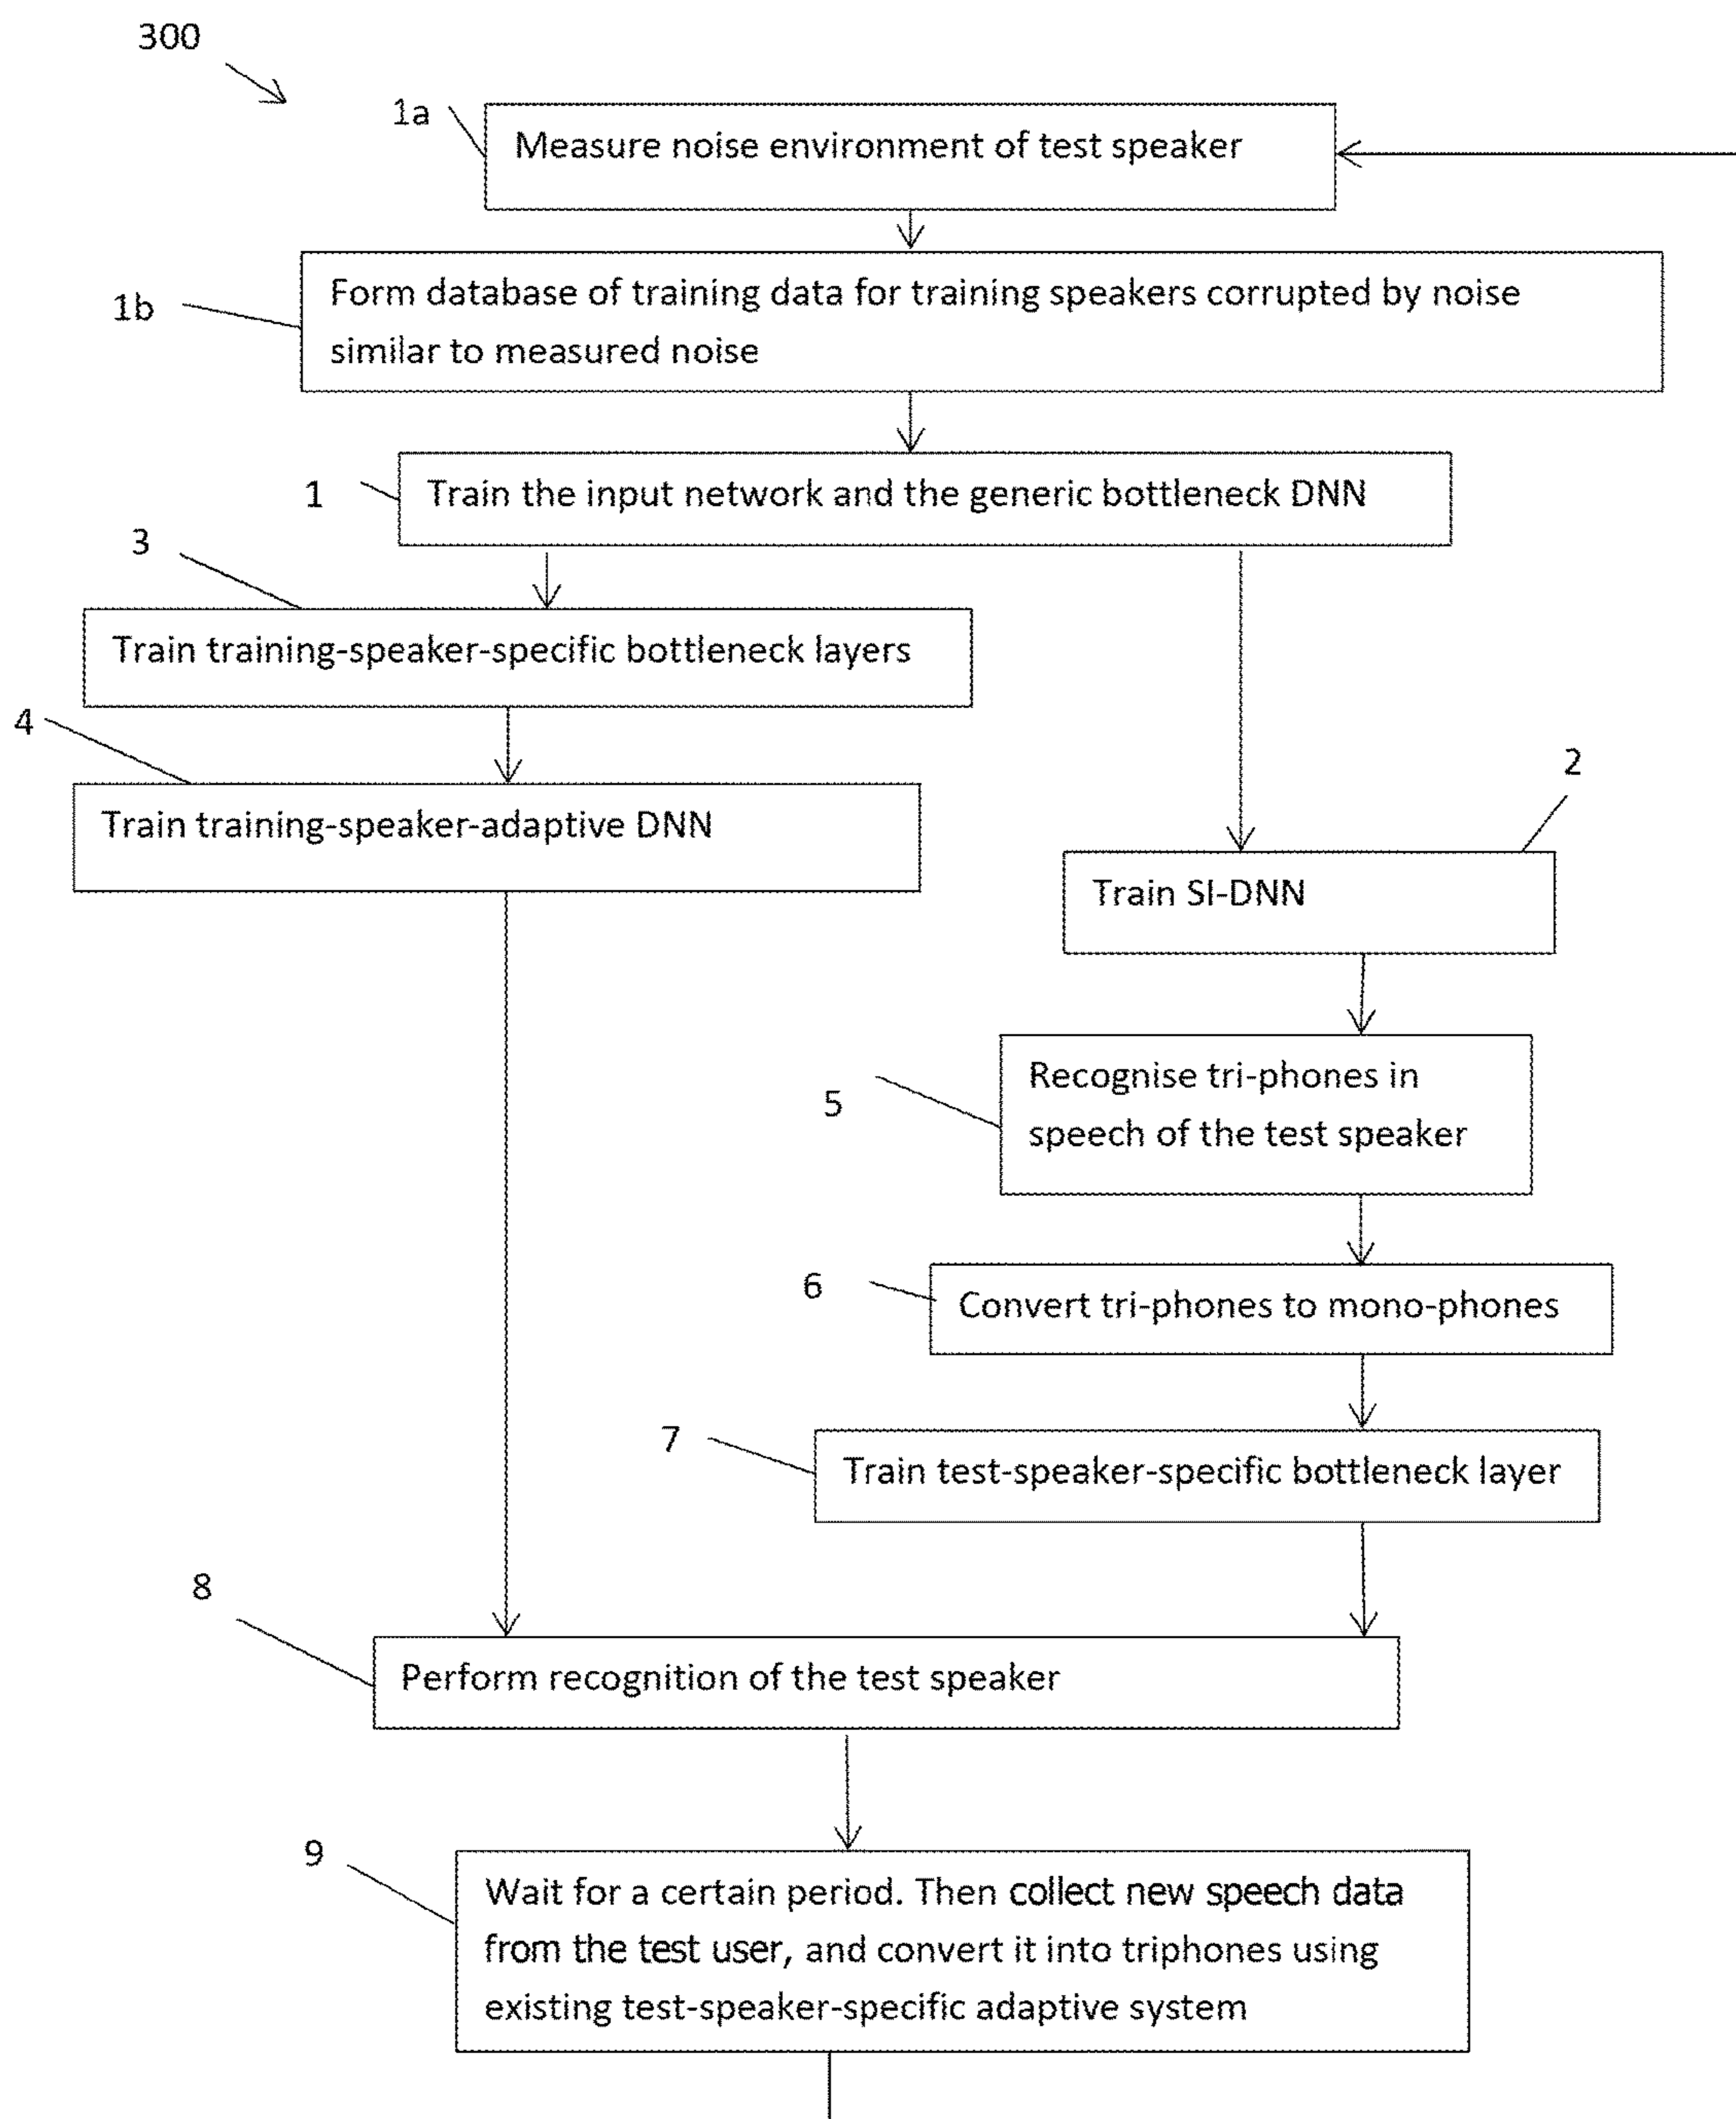 300
1a
Measure noise environment of test speaker
1b
Form database of training data for training speakers corrupted by noise
similar to measured noise
1
Train the input network and the generic bottleneck DNN
3
Train training-speaker-specific bottleneck layers
4
Train training-speaker-adaptive DNN
2
Train SI-DNN
5
Recognise tri-phones in
speech of the test speaker
6
Convert tri-phones to mono-phones
7
Train test-speaker-specific bottleneck layer
8
Perform recognition of the test speaker
9
Wait for a certain period. Then collect new speech data
from the test user, and convert it into triphones using
existing test-speaker-specific adaptive system